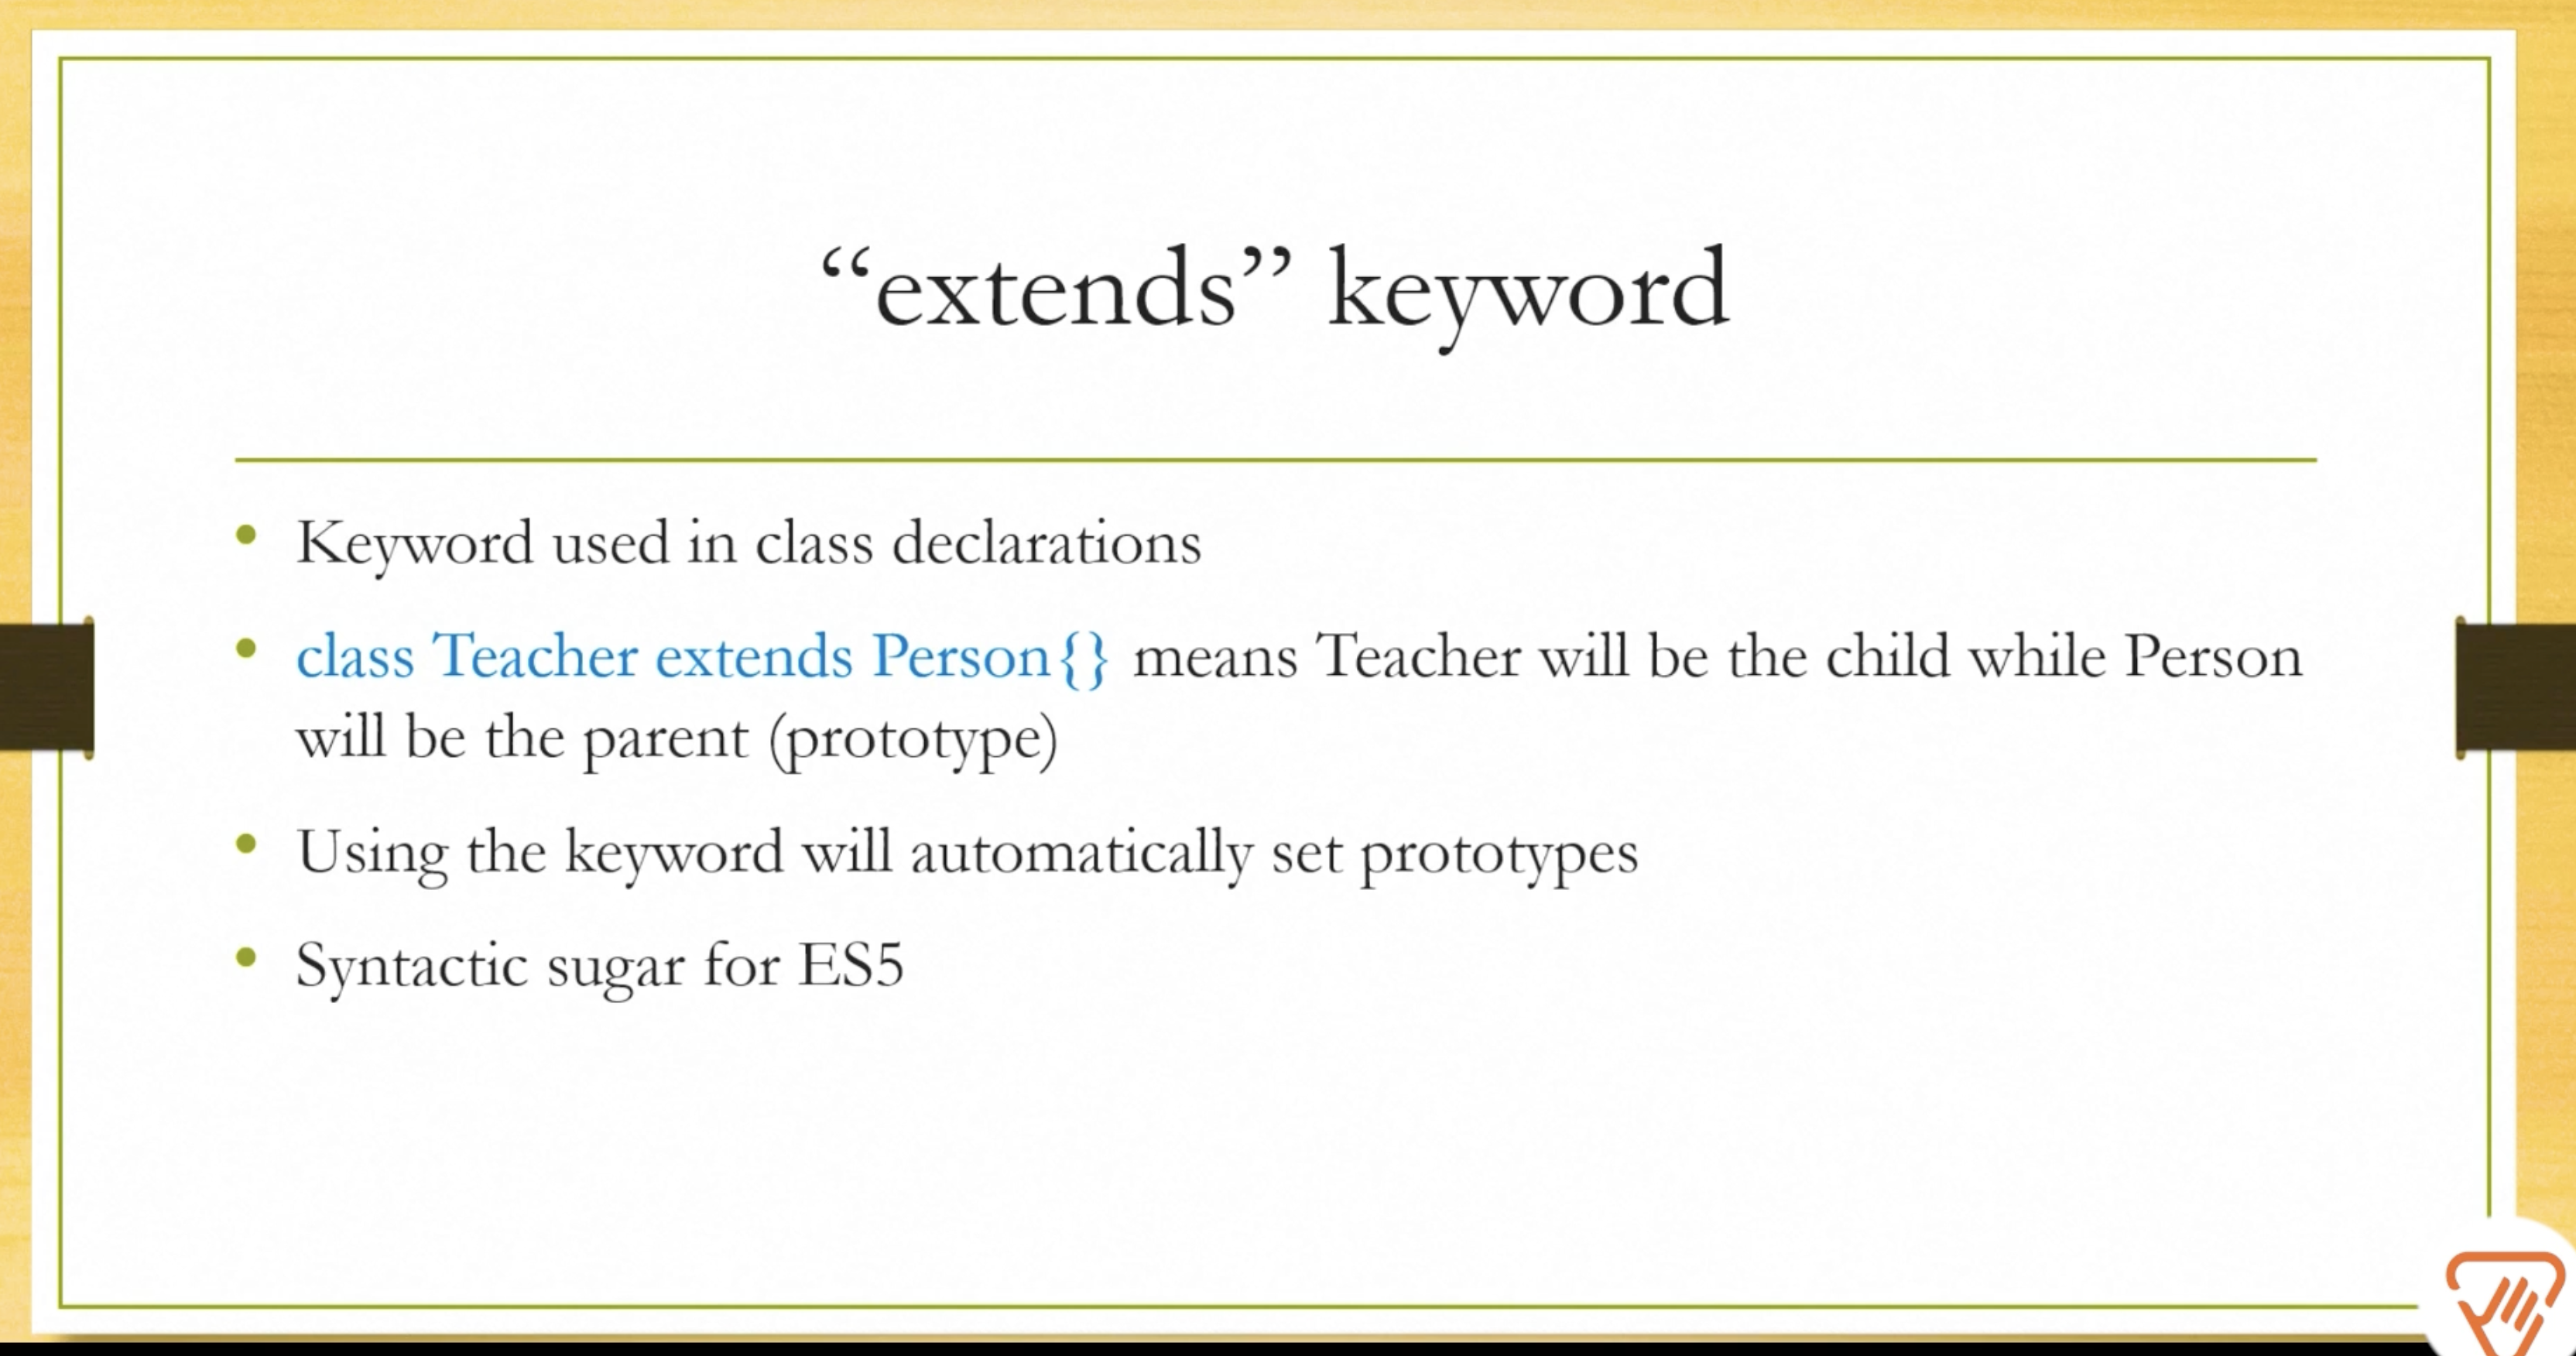 “extends” keyword
• Keyword used in class declarations
• class Teacher extends Person{} means Teacher will be the child while Person
will be the parent (prototype)
• Using the keyword will automatically set prototypes
• Syntactic sugar for ES5